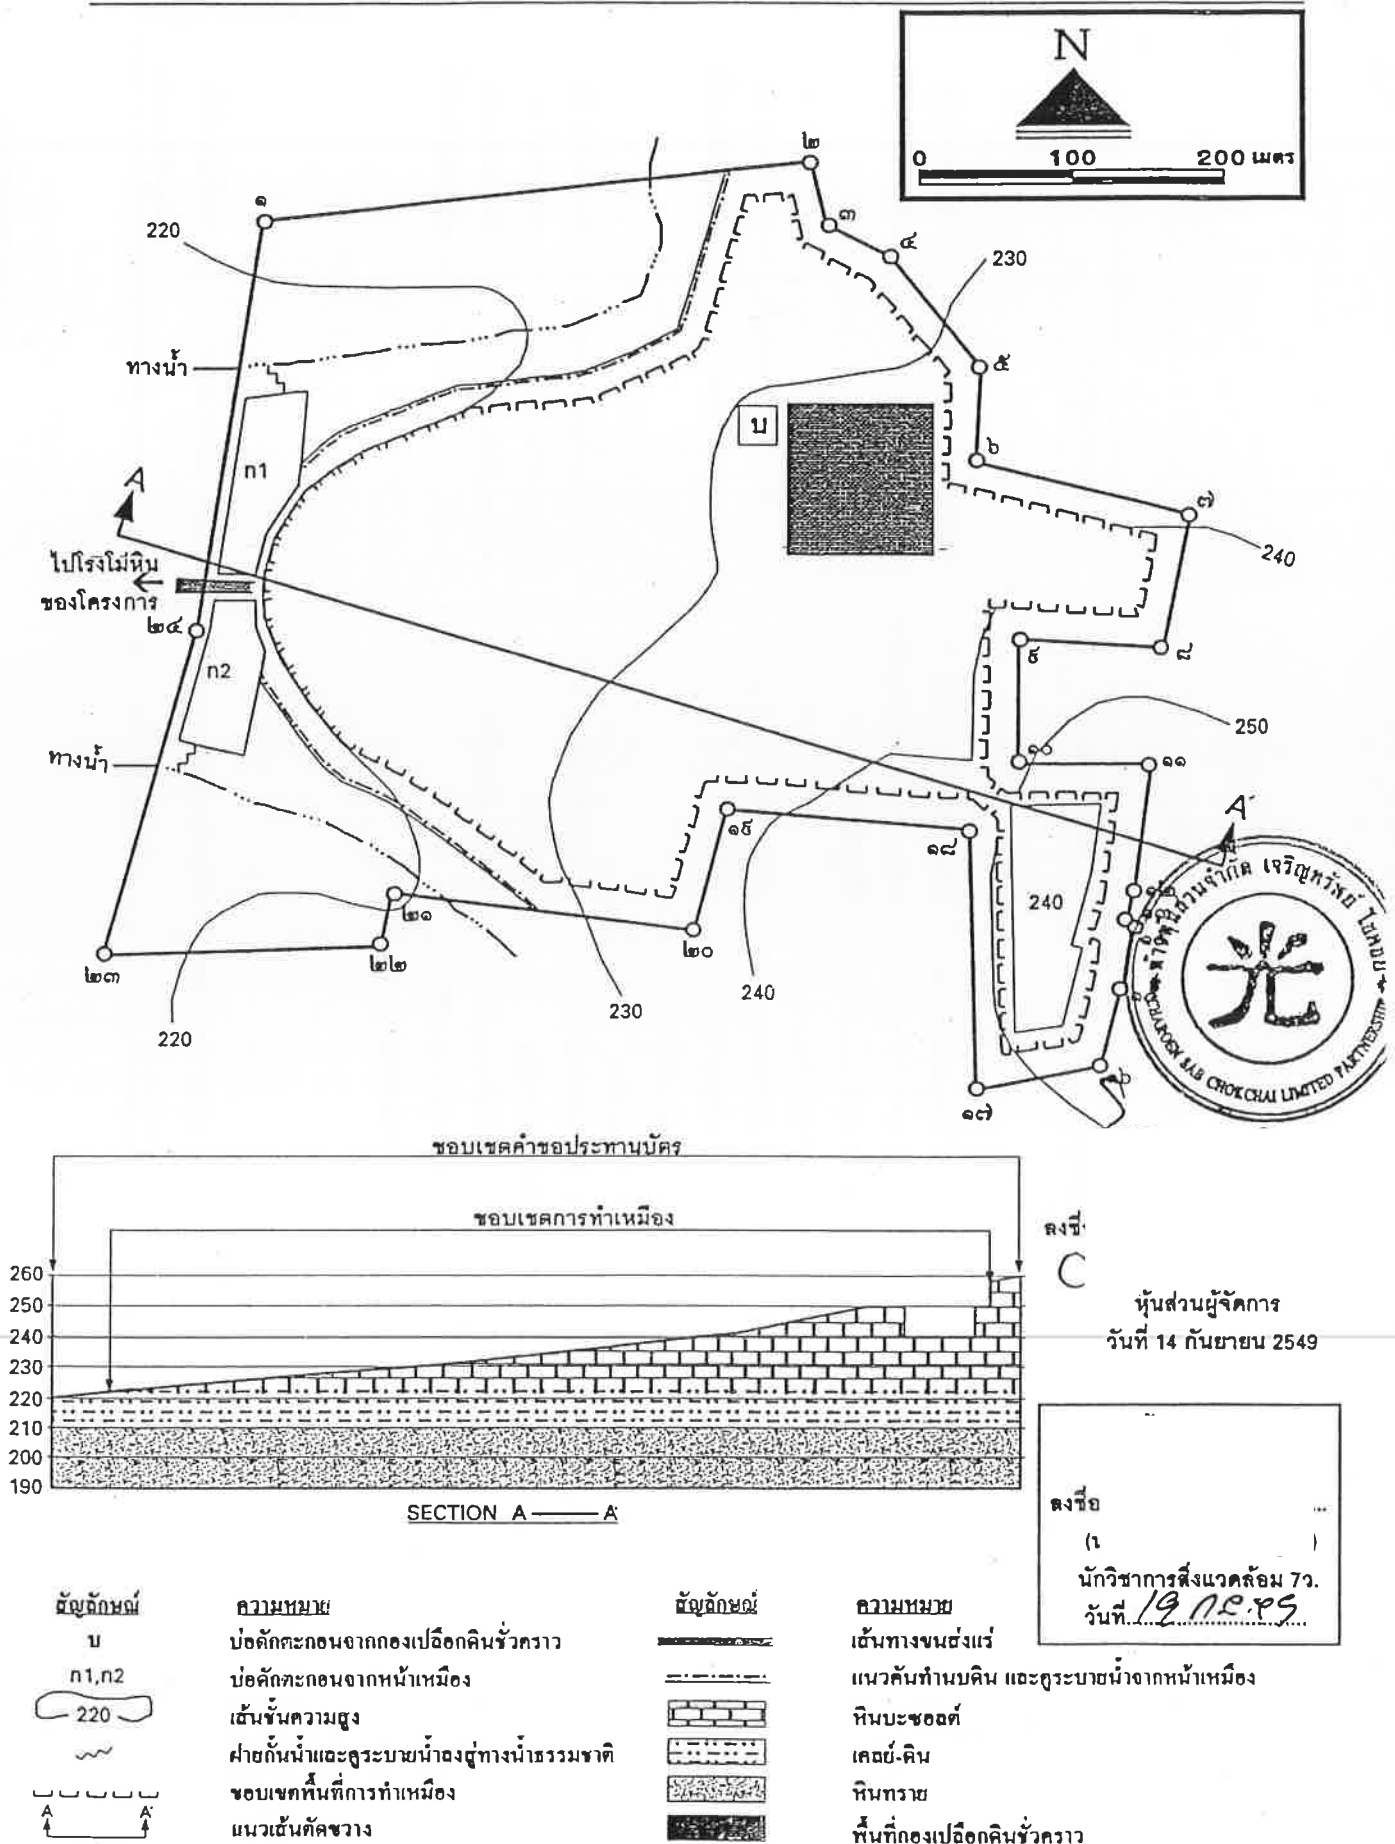 N
0 100 200 เมตร
๑
๒
๓
๔
๕
๖
๗
๘
๙
๑๐
๑๑
๑๗
๑๘
๑๙
๒๐
๒๑
๒๒
๒๓
๒๔
220
230
240
250
240
240
230
220
ทางน้ำ
ก1
บ
A
ไปโรงโม่หิน
ของโครงการ
ก2
ทางน้ำ
A'
ห้างหุ้นส่วนจำกัด เจริญทรัพย์ โชคชัย
CHAROEN SAB CHOKCHAI LIMITED PARTNERSHIP
ขอบเขตคำขอประทานบัตร
ขอบเขตการทำเหมือง
260
250
240
230
220
210
200
190
SECTION A A'
ลงชื่อ
หุ้นส่วนผู้จัดการ
วันที่ 14 กันยายน 2549
ลงชื่อ
นักวิชาการสิ่งแวดล้อม 7ว.
วันที่ 19 ก.ย. 49
สัญลักษณ์ ความหมาย
บ บ่อดักตะกอนจากกองเปลือกดินชั่วคราว
ก1,ก2 บ่อดักตะกอนจากหน้าเหมือง
220 เส้นชั้นความสูง
ฝายกั้นน้ำและคูระบายน้ำลงสู่ทางน้ำธรรมชาติ
ขอบเขตพื้นที่การทำเหมือง
A A' แนวเส้นตัดขวาง
สัญลักษณ์ ความหมาย
เส้นทางขนส่งแร่
แนวคันทำนบดิน และคูระบายน้ำจากหน้าเหมือง
หินบะซอลต์
เคลย์-ดิน
หินทราย
พื้นที่กองเปลือกดินชั่วคราว